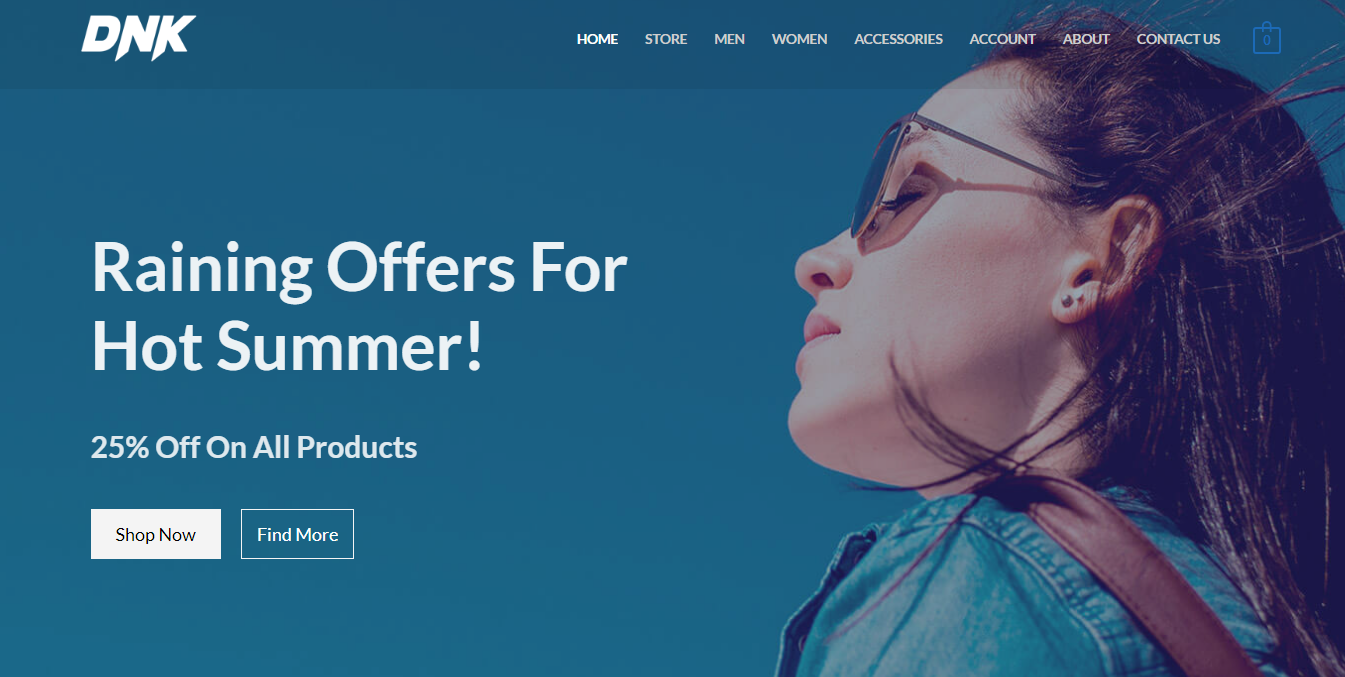 DNK
HOME STORE MEN WOMEN ACCESSORIES ACCOUNT ABOUT CONTACT US 0
Raining Offers For
Hot Summer!
25% Off On All Products
Shop Now Find More